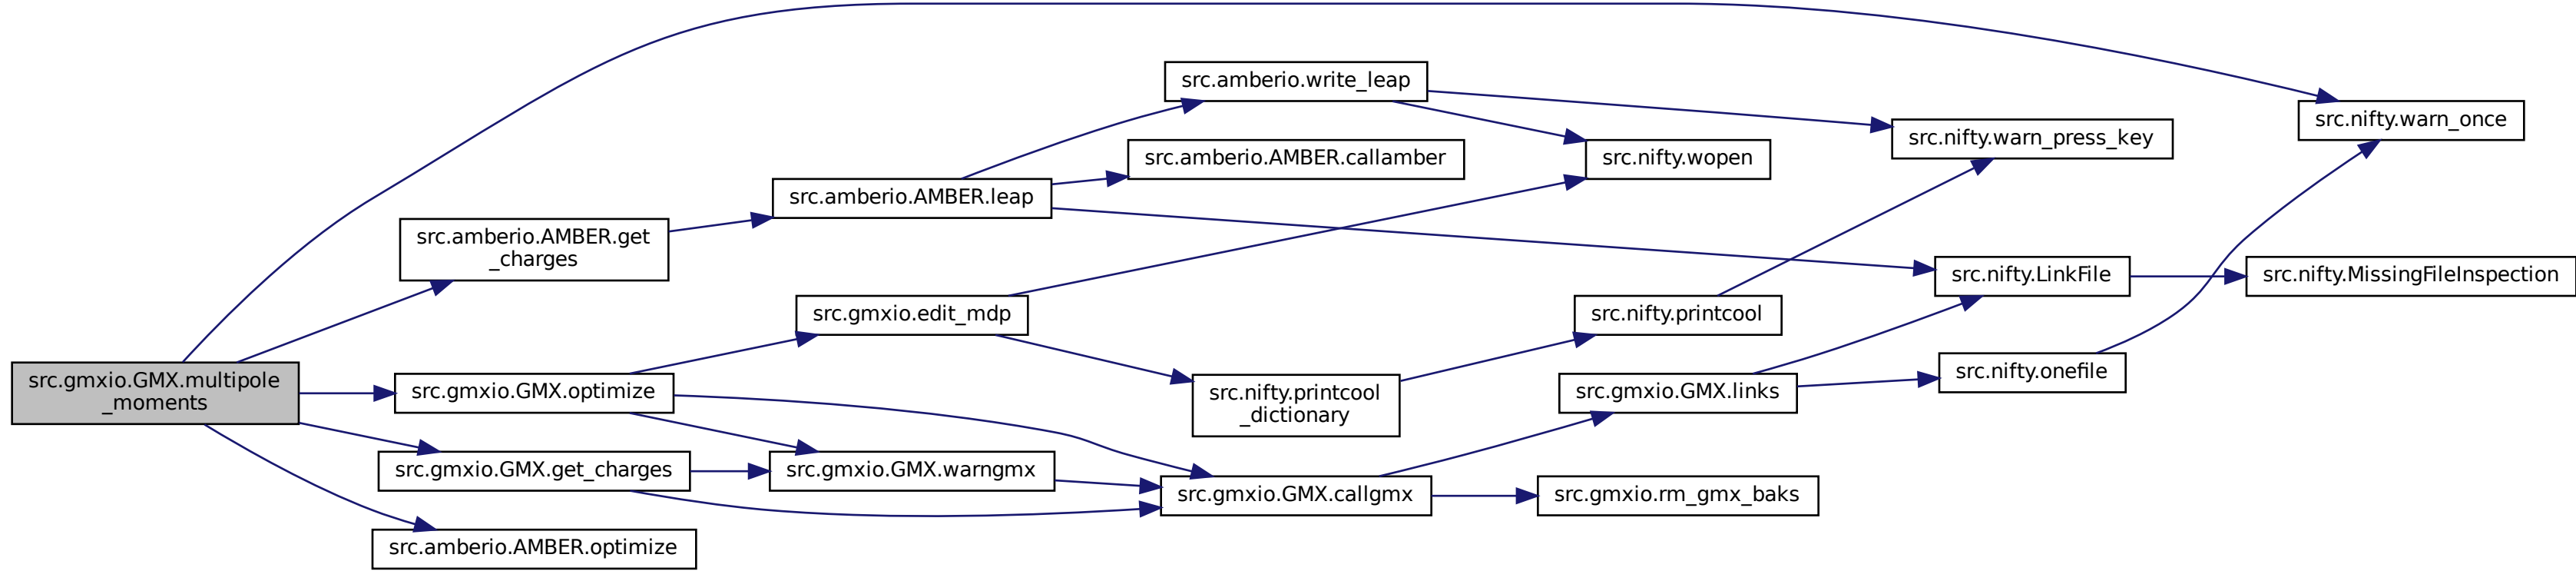 src.gmxio.GMX.multipole
_moments
src.amberio.AMBER.get
_charges
src.gmxio.GMX.optimize
src.gmxio.GMX.get_charges
src.amberio.AMBER.optimize
src.amberio.AMBER.leap
src.gmxio.edit_mdp
src.gmxio.GMX.warngmx
src.amberio.write_leap
src.amberio.AMBER.callamber
src.nifty.printcool
_dictionary
src.gmxio.GMX.callgmx
src.nifty.wopen
src.nifty.printcool
src.gmxio.GMX.links
src.gmxio.rm_gmx_baks
src.nifty.warn_press_key
src.nifty.LinkFile
src.nifty.onefile
src.nifty.warn_once
src.nifty.MissingFileInspection